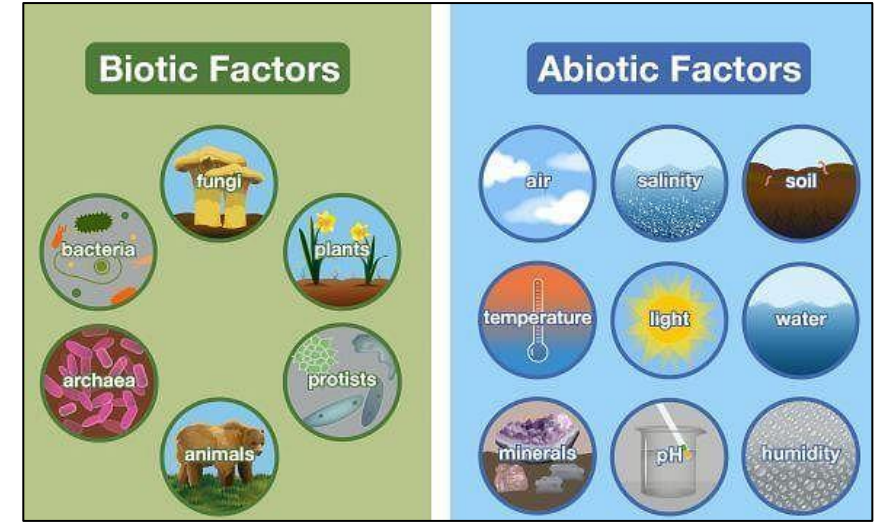 Biotic Factors
fungi
bacteria
plants
archaea
protists
animals
Abiotic Factors
air
salinity
soil
temperature
light
water
minerals
pH
humidity